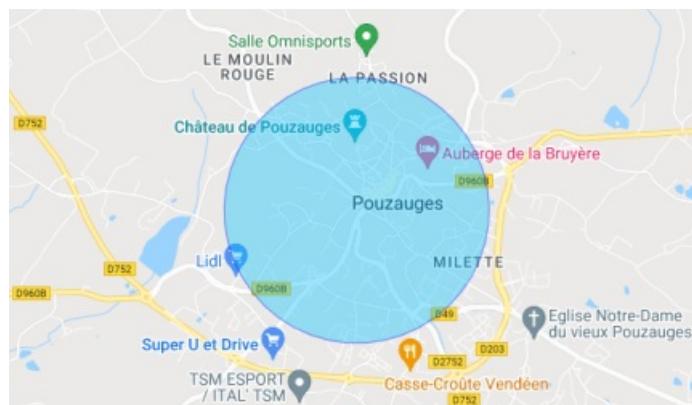 Salle Omnisports
LE MOULIN
ROUGE
LA PASSION
D752
Château de Pouzauges
Auberge de la Bruyère
D960B
Pouzauges
Lidl
MILETTE
D752
D960B
D960B
D49
Eglise Notre-Dame
du vieux Pouzauges
Super U et Drive
D203
D2752
TSM ESPORT
/ ITAL' TSM
Casse-Croûte Vendéen
D752